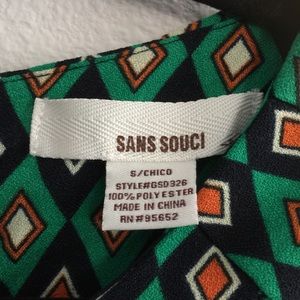 SANS SOUCI
S/CHICO
STYLE#GSD326
100% POLYESTER
MADE IN CHINA
RN#95652